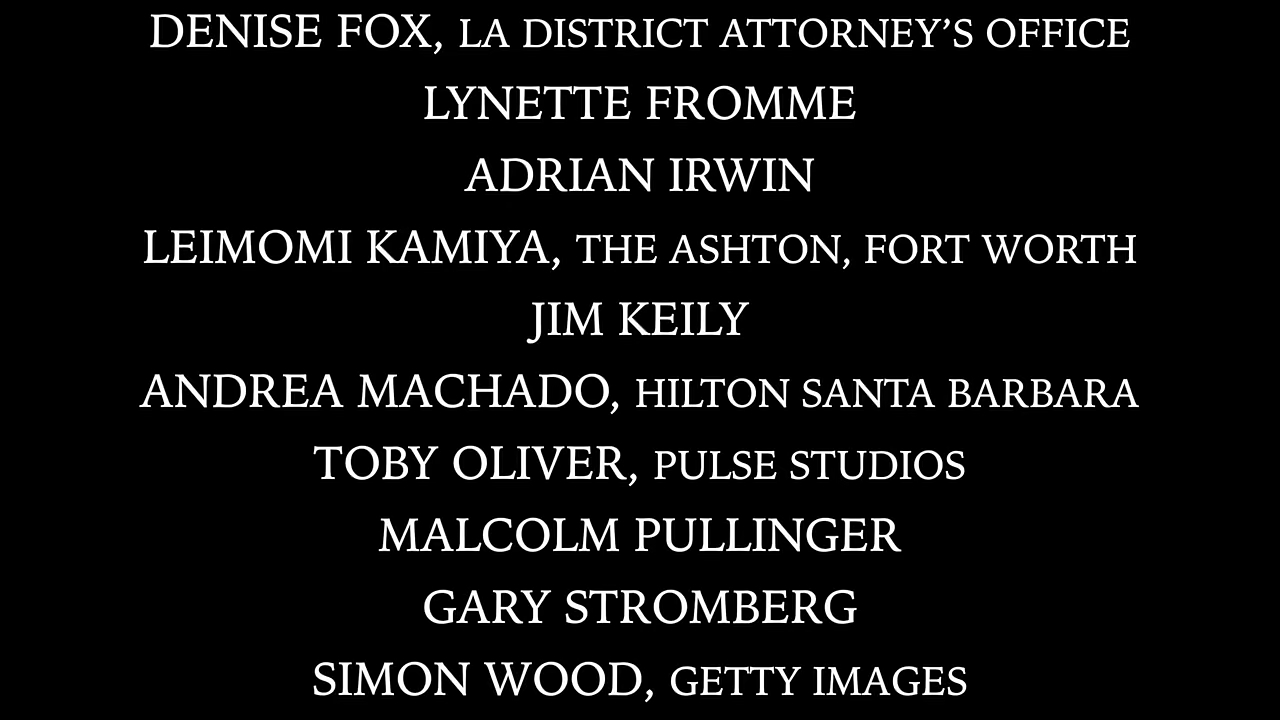 DENISE FOX, LA DISTRICT ATTORNEY’S OFFICE
LYNETTE FROMME
ADRIAN IRWIN
LEIMOMI KAMIYA, THE ASHTON, FORT WORTH
JIM KEILY
ANDREA MACHADO, HILTON SANTA BARBARA
TOBY OLIVER, PULSE STUDIOS
MALCOLM PULLINGER
GARY STROMBERG
SIMON WOOD, GETTY IMAGES